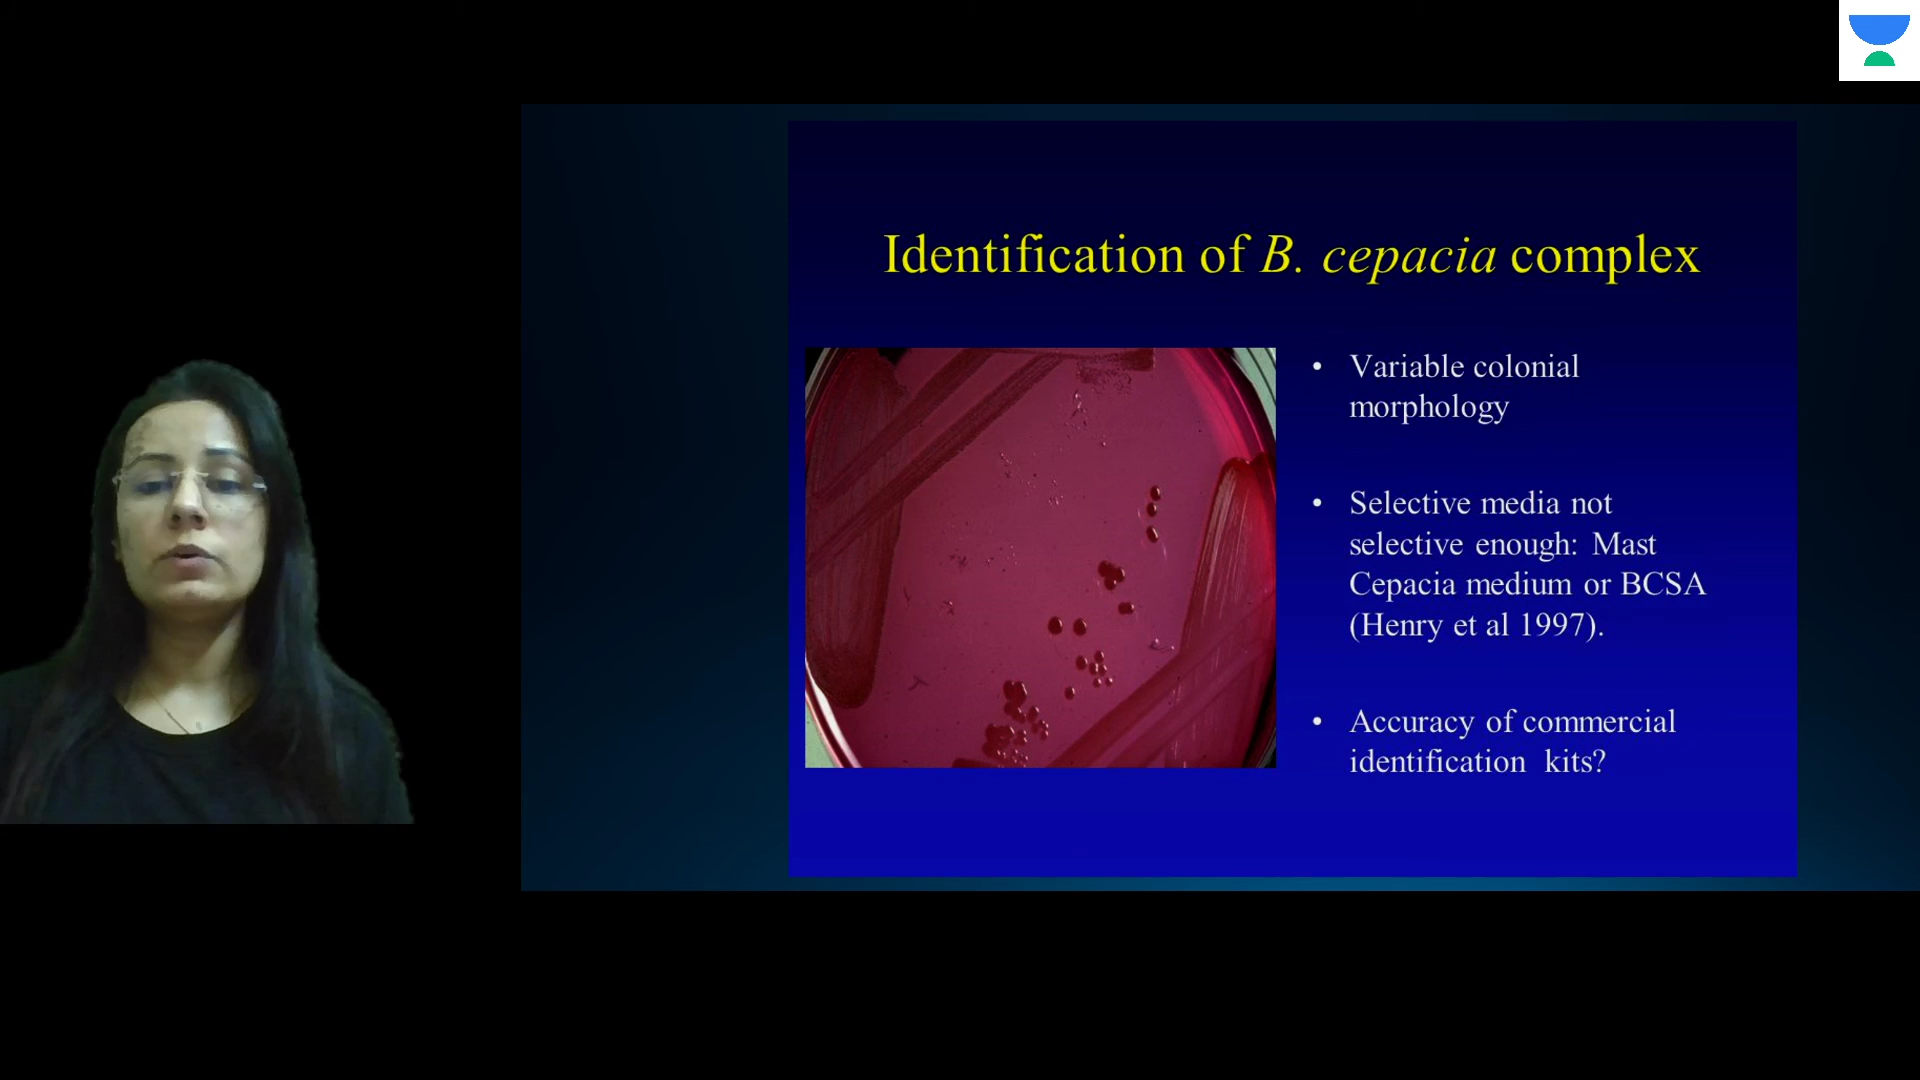 Identification of B. cepacia complex
• Variable colonial
morphology
• Selective media not
selective enough: Mast
Cepacia medium or BCSA
(Henry et al 1997).
• Accuracy of commercial
identification kits?